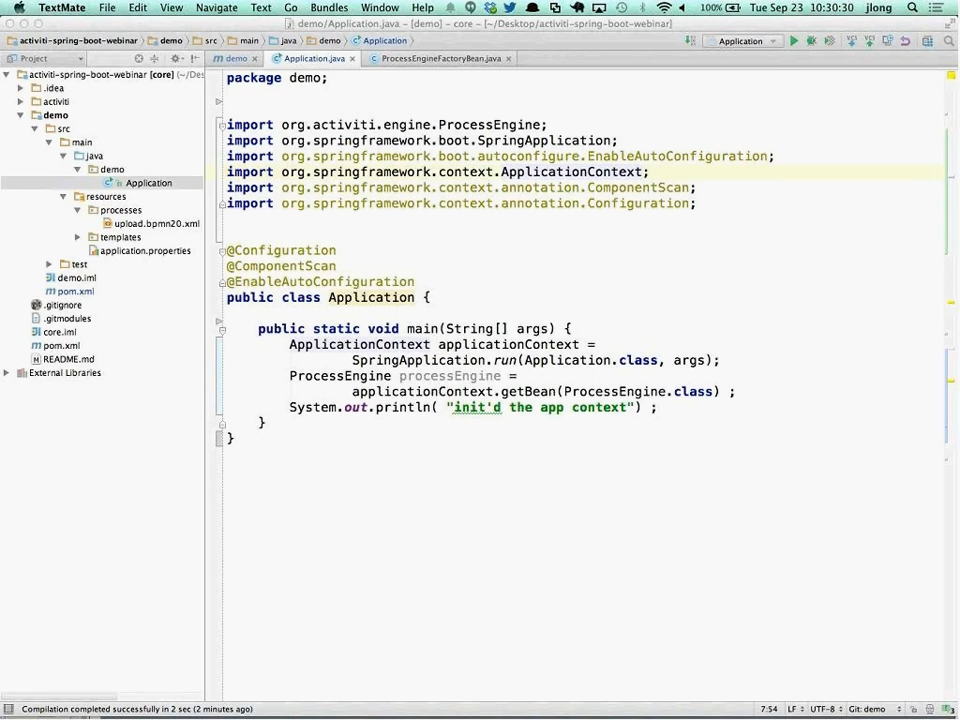 TextMate File Edit View Navigate Text Go Bundles Window Help 100% Tue Sep 23 10:30:30 jlong
demo/Application.java - [demo] - core - [~/Desktop/activiti-spring-boot-webinar]
activiti-spring-boot-webinar demo src main java demo Application Application
Project
demo Application.java ProcessEngineFactoryBean.java
activiti-spring-boot-webinar [core] (~/Des
.idea
activiti
demo
src
main
java
demo
Application
resources
processes
upload.bpmn20.xml
templates
application.properties
test
demo.iml
pom.xml
.gitignore
.gitmodules
core.iml
pom.xml
README.md
External Libraries
package demo;
import org.activiti.engine.ProcessEngine;
import org.springframework.boot.SpringApplication;
import org.springframework.boot.autoconfigure.EnableAutoConfiguration;
import org.springframework.context.ApplicationContext;
import org.springframework.context.annotation.ComponentScan;
import org.springframework.context.annotation.Configuration;
@Configuration
@ComponentScan
@EnableAutoConfiguration
public class Application {
public static void main(String[] args) {
ApplicationContext applicationContext =
SpringApplication.run(Application.class, args);
ProcessEngine processEngine =
applicationContext.getBean(ProcessEngine.class) ;
System.out.println( "init'd the app context") ;
}
}
Compilation completed successfully in 2 sec (2 minutes ago) 7:54 LF UTF-8 Git: demo